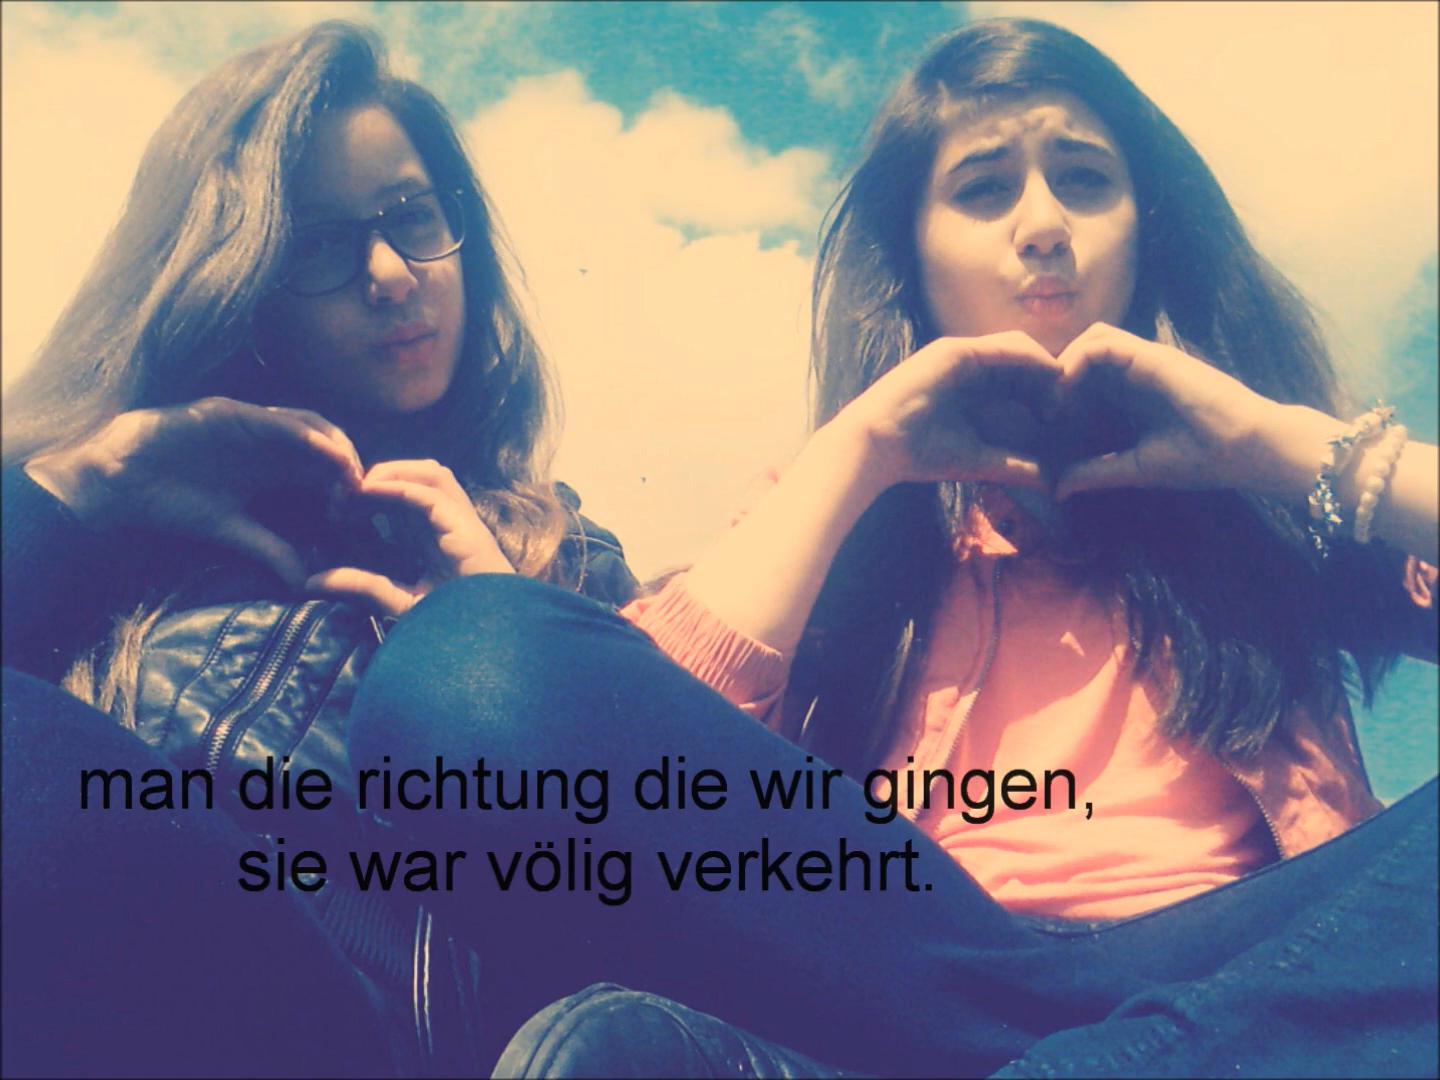 man die richtung die wir gingen,
sie war völig verkehrt.